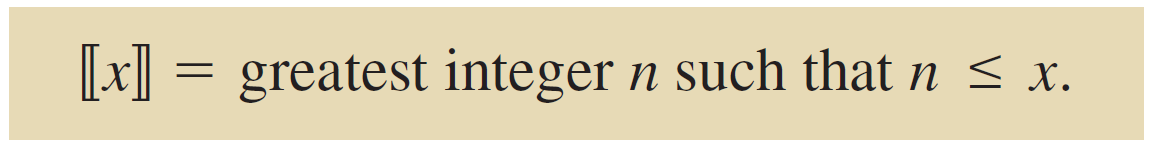 ⟦x⟧ = greatest integer n such that n ≤ x.